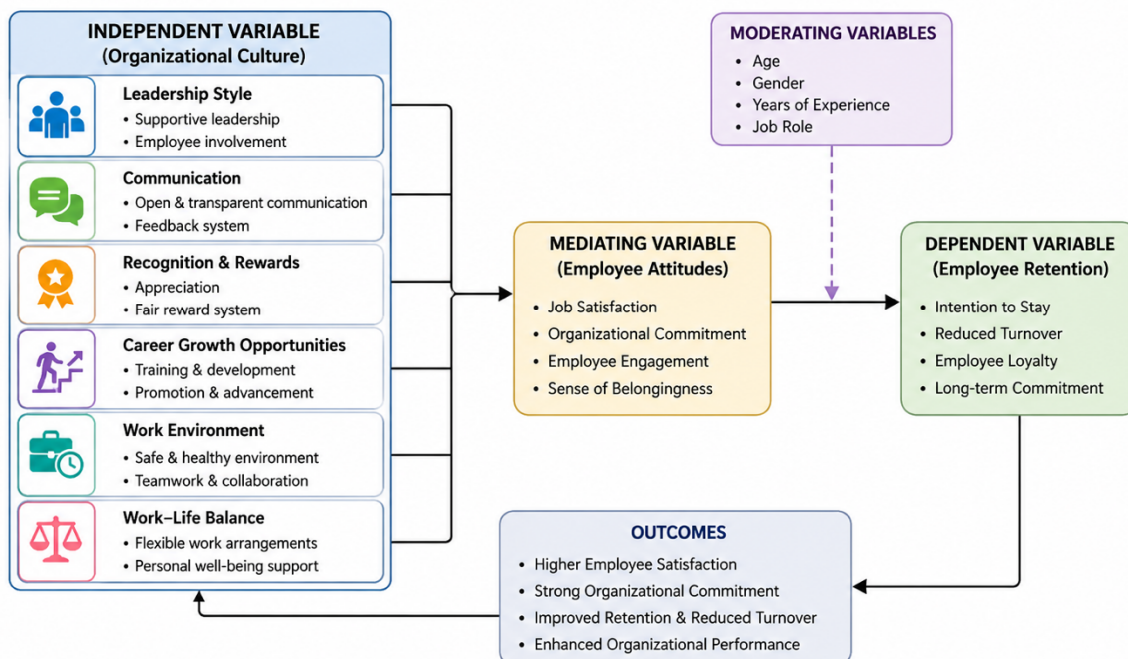 INDEPENDENT VARIABLE
(Organizational Culture)
Leadership Style
• Supportive leadership
• Employee involvement
Communication
• Open & transparent communication
• Feedback system
Recognition & Rewards
• Appreciation
• Fair reward system
Career Growth Opportunities
• Training & development
• Promotion & advancement
Work Environment
• Safe & healthy environment
• Teamwork & collaboration
Work–Life Balance
• Flexible work arrangements
• Personal well-being support
MODERATING VARIABLES
• Age
• Gender
• Years of Experience
• Job Role
MEDIATING VARIABLE
(Employee Attitudes)
• Job Satisfaction
• Organizational Commitment
• Employee Engagement
• Sense of Belongingness
DEPENDENT VARIABLE
(Employee Retention)
• Intention to Stay
• Reduced Turnover
• Employee Loyalty
• Long-term Commitment
OUTCOMES
• Higher Employee Satisfaction
• Strong Organizational Commitment
• Improved Retention & Reduced Turnover
• Enhanced Organizational Performance